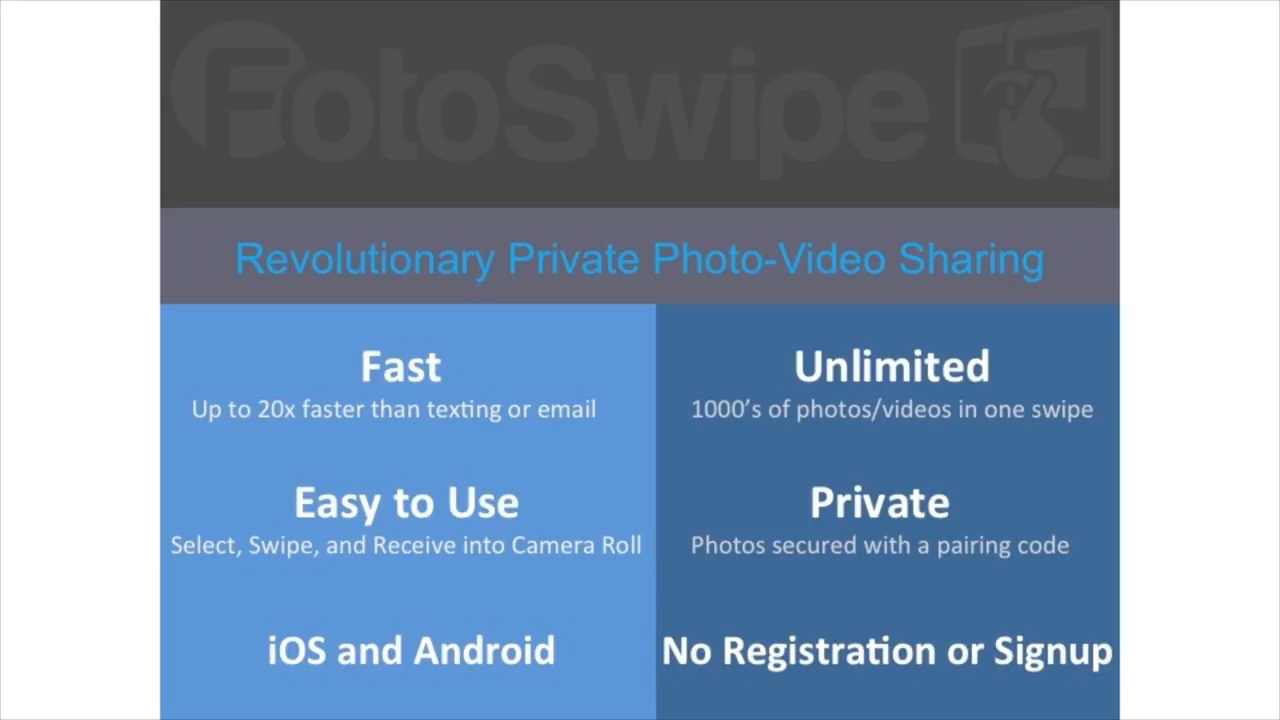 FotoSwipe
Revolutionary Private Photo-Video Sharing
Fast
Up to 20x faster than texting or email
Unlimited
1000's of photos/videos in one swipe
Easy to Use
Select, Swipe, and Receive into Camera Roll
Private
Photos secured with a pairing code
iOS and Android
No Registration or Signup